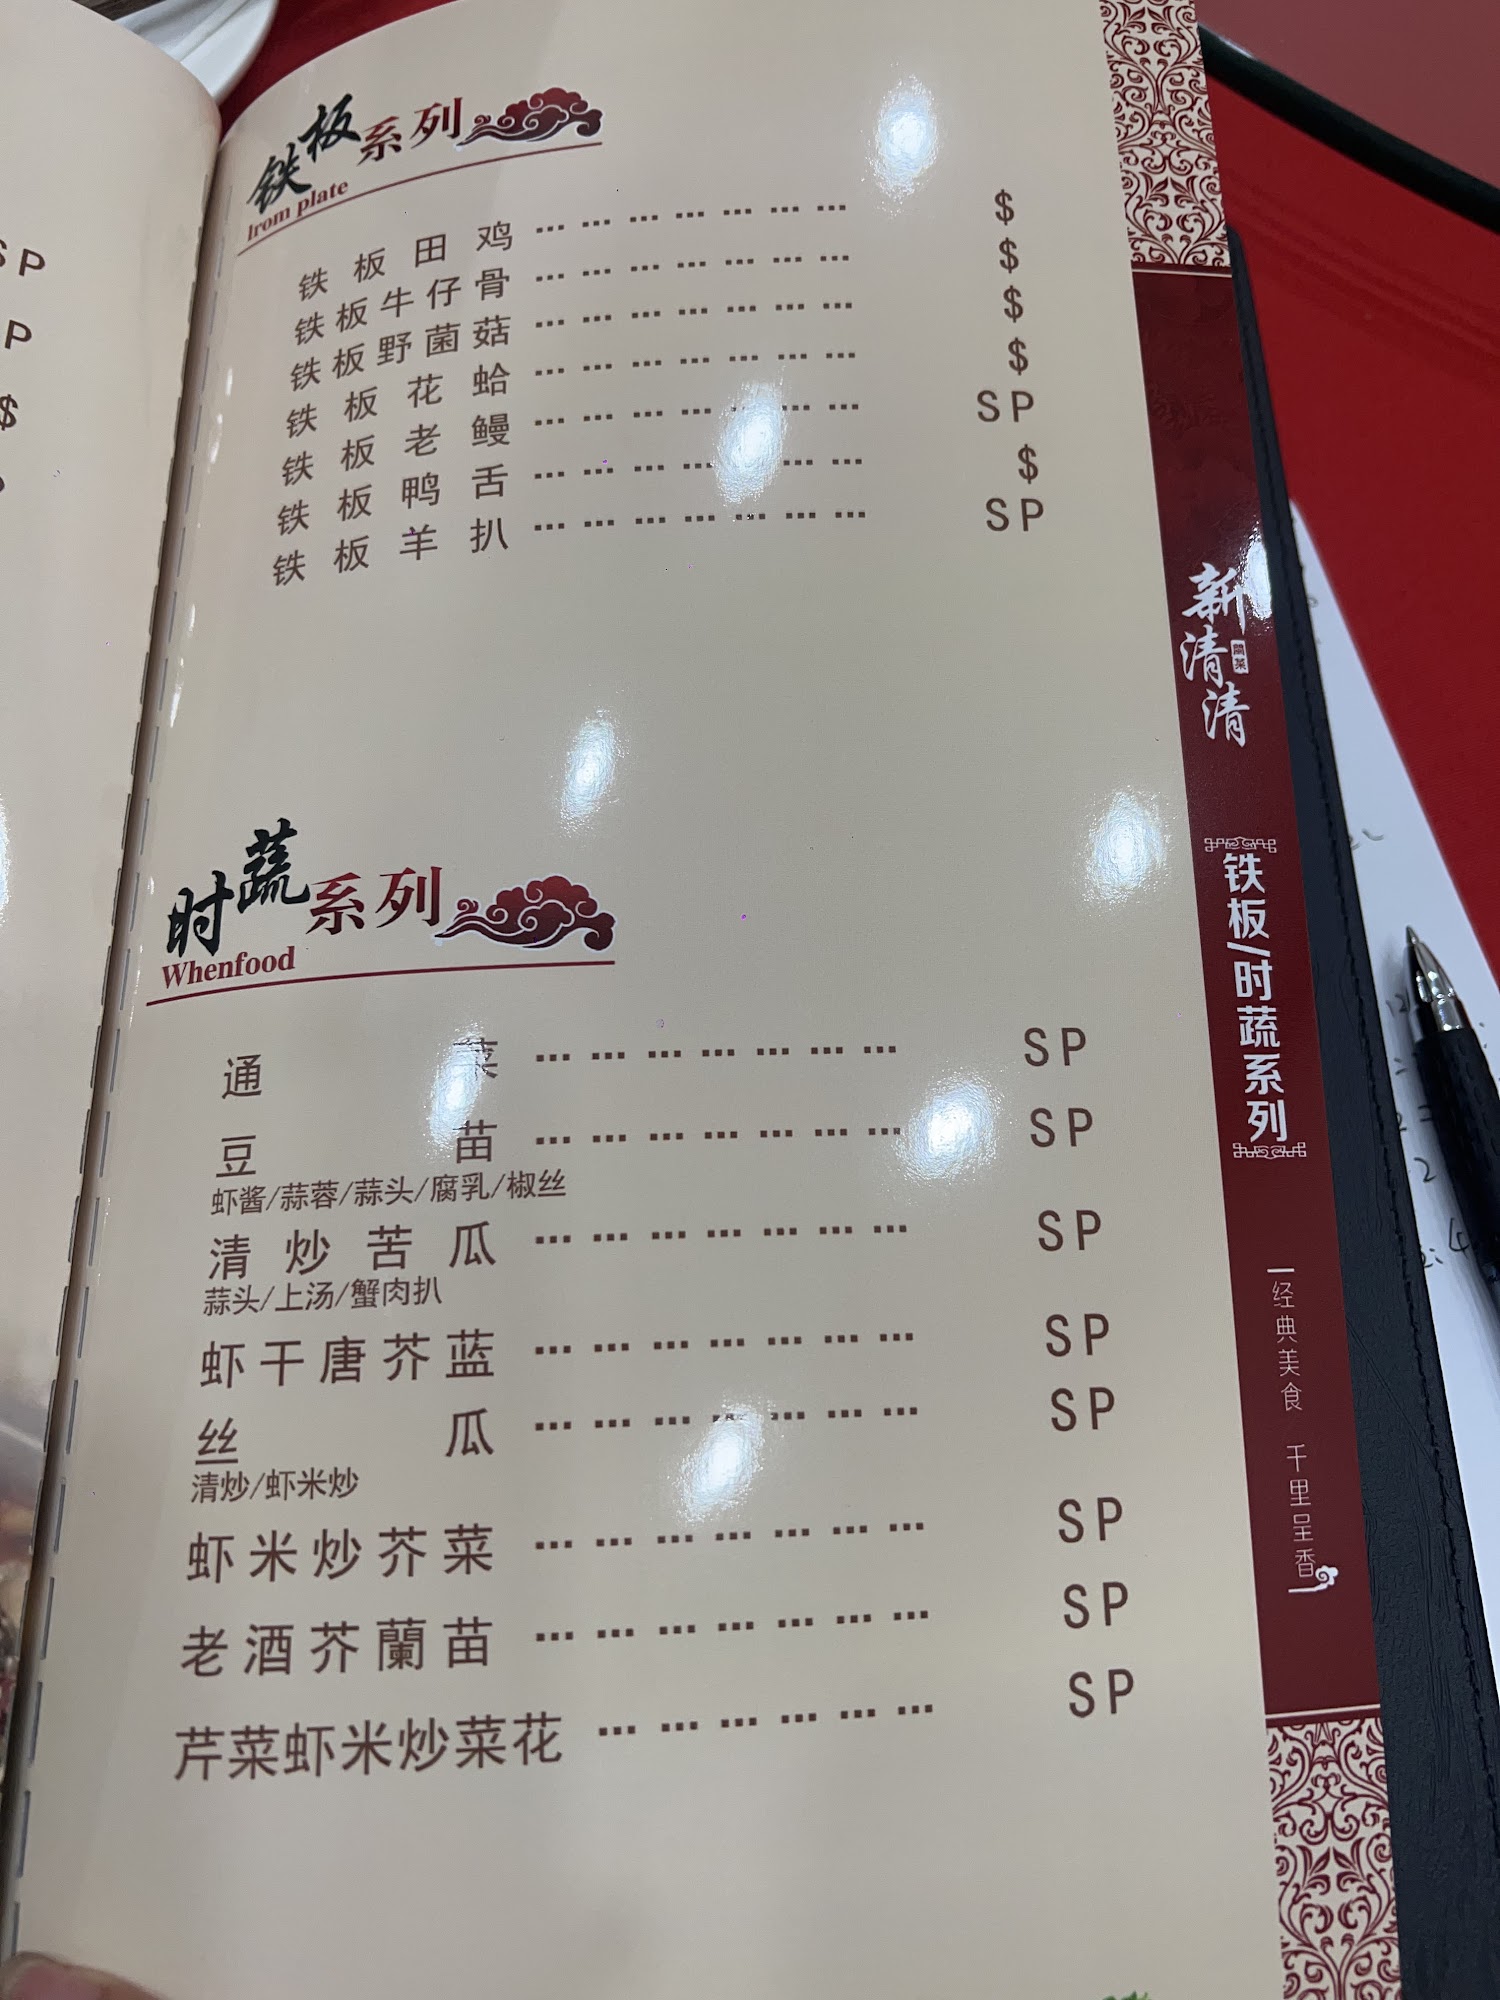 铁板系列
Irom plate
铁板田鸡 $
铁板牛仔骨 $
铁板野菌菇 $
铁板花蛤 $
铁板老鳗 SP
铁板鸭舌 $
铁板羊扒 SP
时蔬系列
Whenfood
通菜 SP
豆苗 SP
虾酱/蒜蓉/蒜头/腐乳/椒丝
清炒苦瓜 SP
蒜头/上汤/蟹肉扒
虾干唐芥蓝 SP
丝瓜 SP
清炒/虾米炒
虾米炒芥菜 SP
老酒芥蘭苗 SP
芹菜虾米炒菜花 SP
SP
P
$
新清清
閩菜
铁板/时蔬系列
经典美食 千里呈香